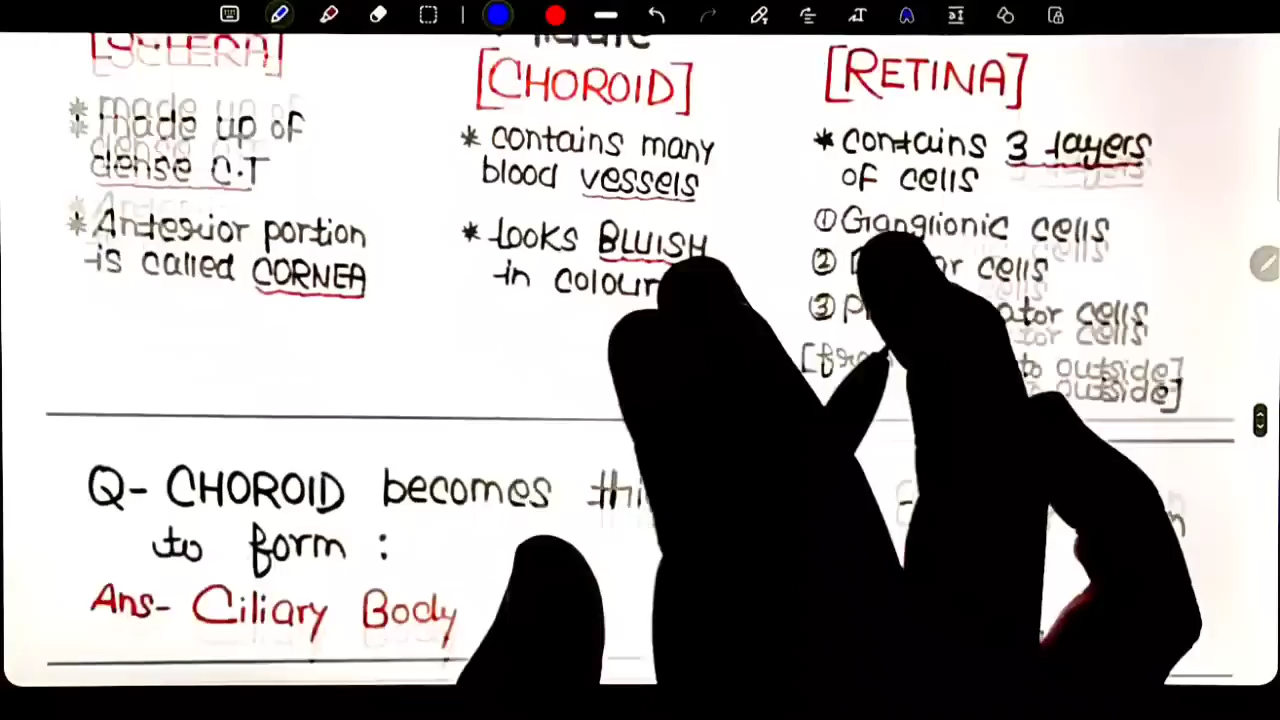 [SCLERA]
* made up of
dense C.T
* Anterior portion
is called CORNEA
[CHOROID]
* contains many
blood vessels
* looks BLUISH
in colour
[RETINA]
* contains 3 layers
of cells
① Ganglionic cells
② cells
③ cells
to outside]
Q- CHOROID becomes
to form :
Ans- Ciliary Body